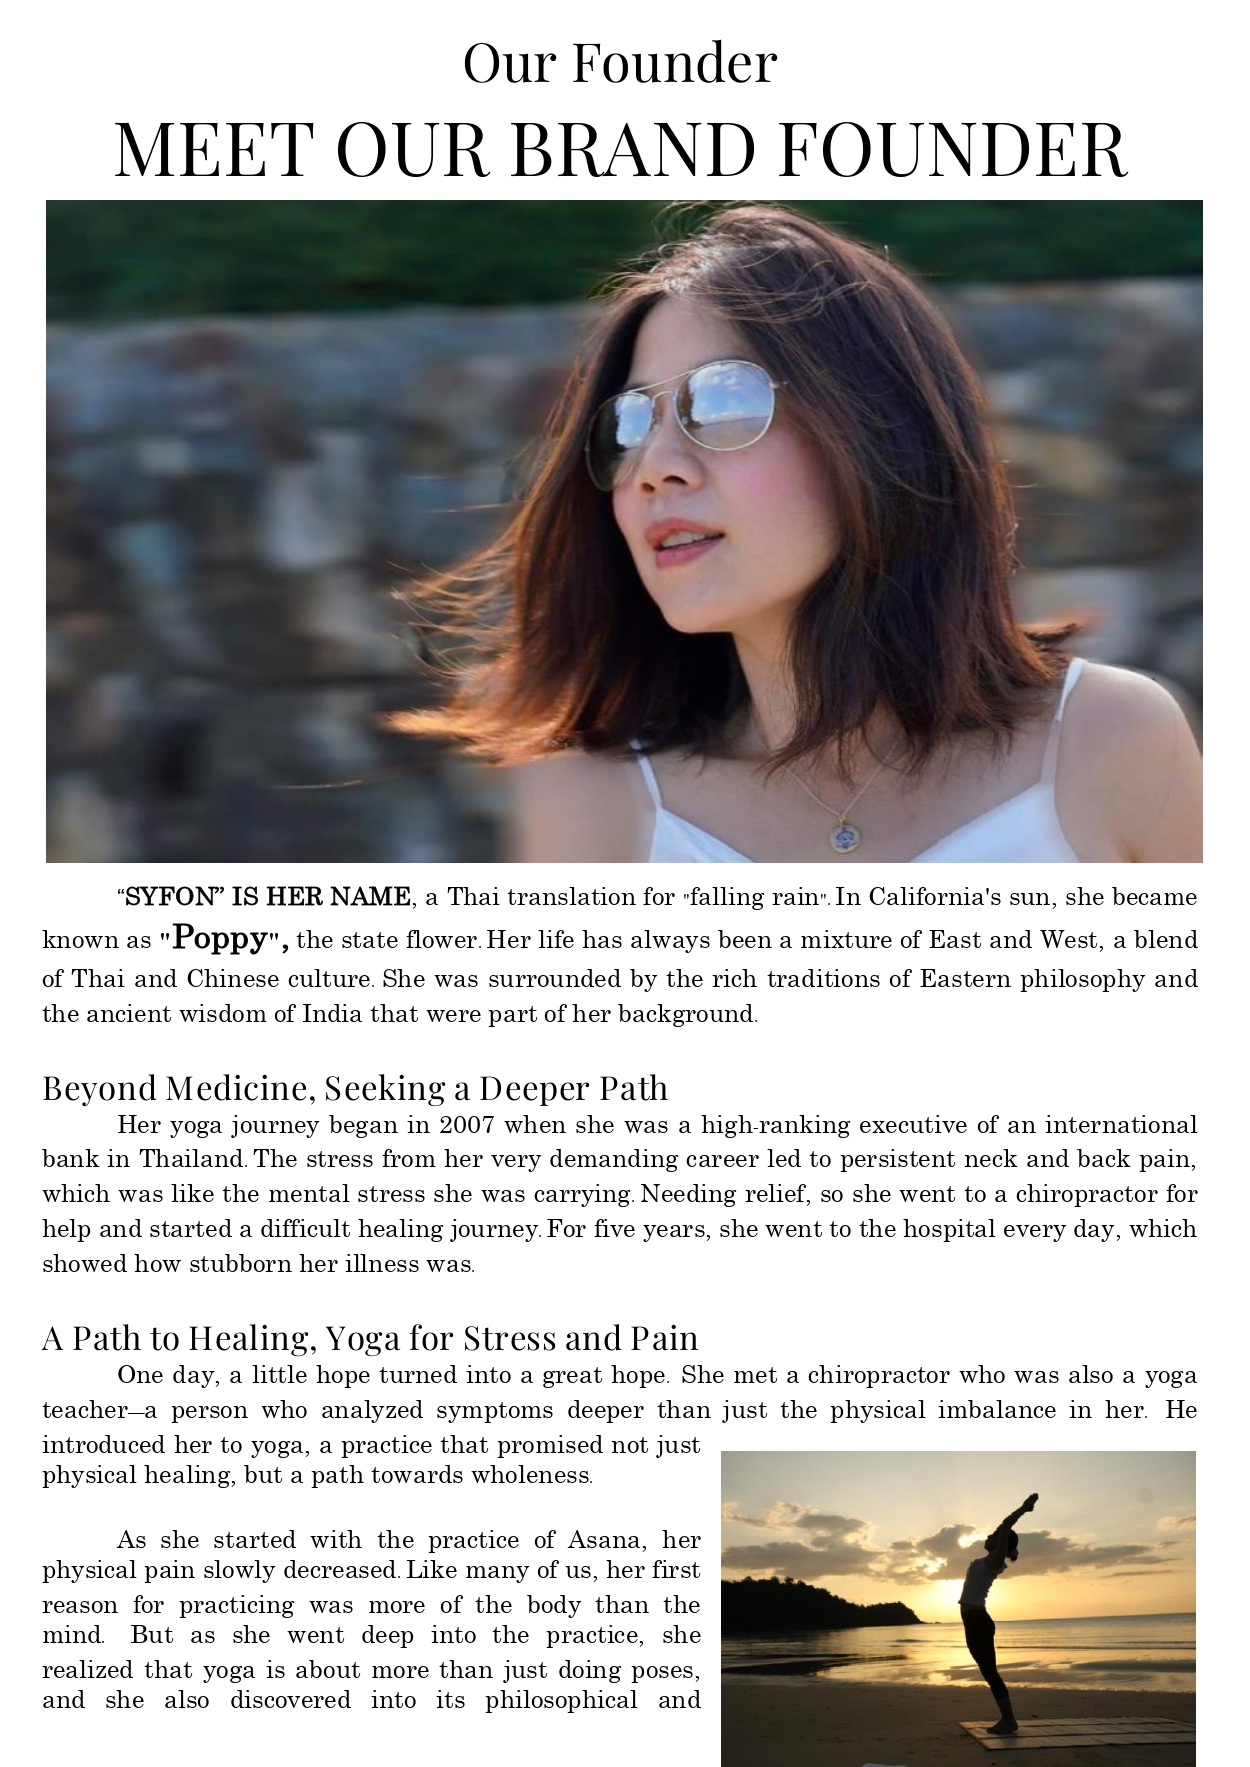 Our Founder
MEET OUR BRAND FOUNDER
“SYFON” IS HER NAME, a Thai translation for "falling rain". In California's sun, she became
known as "Poppy", the state flower. Her life has always been a mixture of East and West, a blend
of Thai and Chinese culture. She was surrounded by the rich traditions of Eastern philosophy and
the ancient wisdom of India that were part of her background.
Beyond Medicine, Seeking a Deeper Path
Her yoga journey began in 2007 when she was a high-ranking executive of an international
bank in Thailand. The stress from her very demanding career led to persistent neck and back pain,
which was like the mental stress she was carrying. Needing relief, so she went to a chiropractor for
help and started a difficult healing journey. For five years, she went to the hospital every day, which
showed how stubborn her illness was.
A Path to Healing, Yoga for Stress and Pain
One day, a little hope turned into a great hope. She met a chiropractor who was also a yoga
teacher—a person who analyzed symptoms deeper than just the physical imbalance in her. He
introduced her to yoga, a practice that promised not just
physical healing, but a path towards wholeness.
As she started with the practice of Asana, her
physical pain slowly decreased. Like many of us, her first
reason for practicing was more of the body than the
mind. But as she went deep into the practice, she
realized that yoga is about more than just doing poses,
and she also discovered into its philosophical and